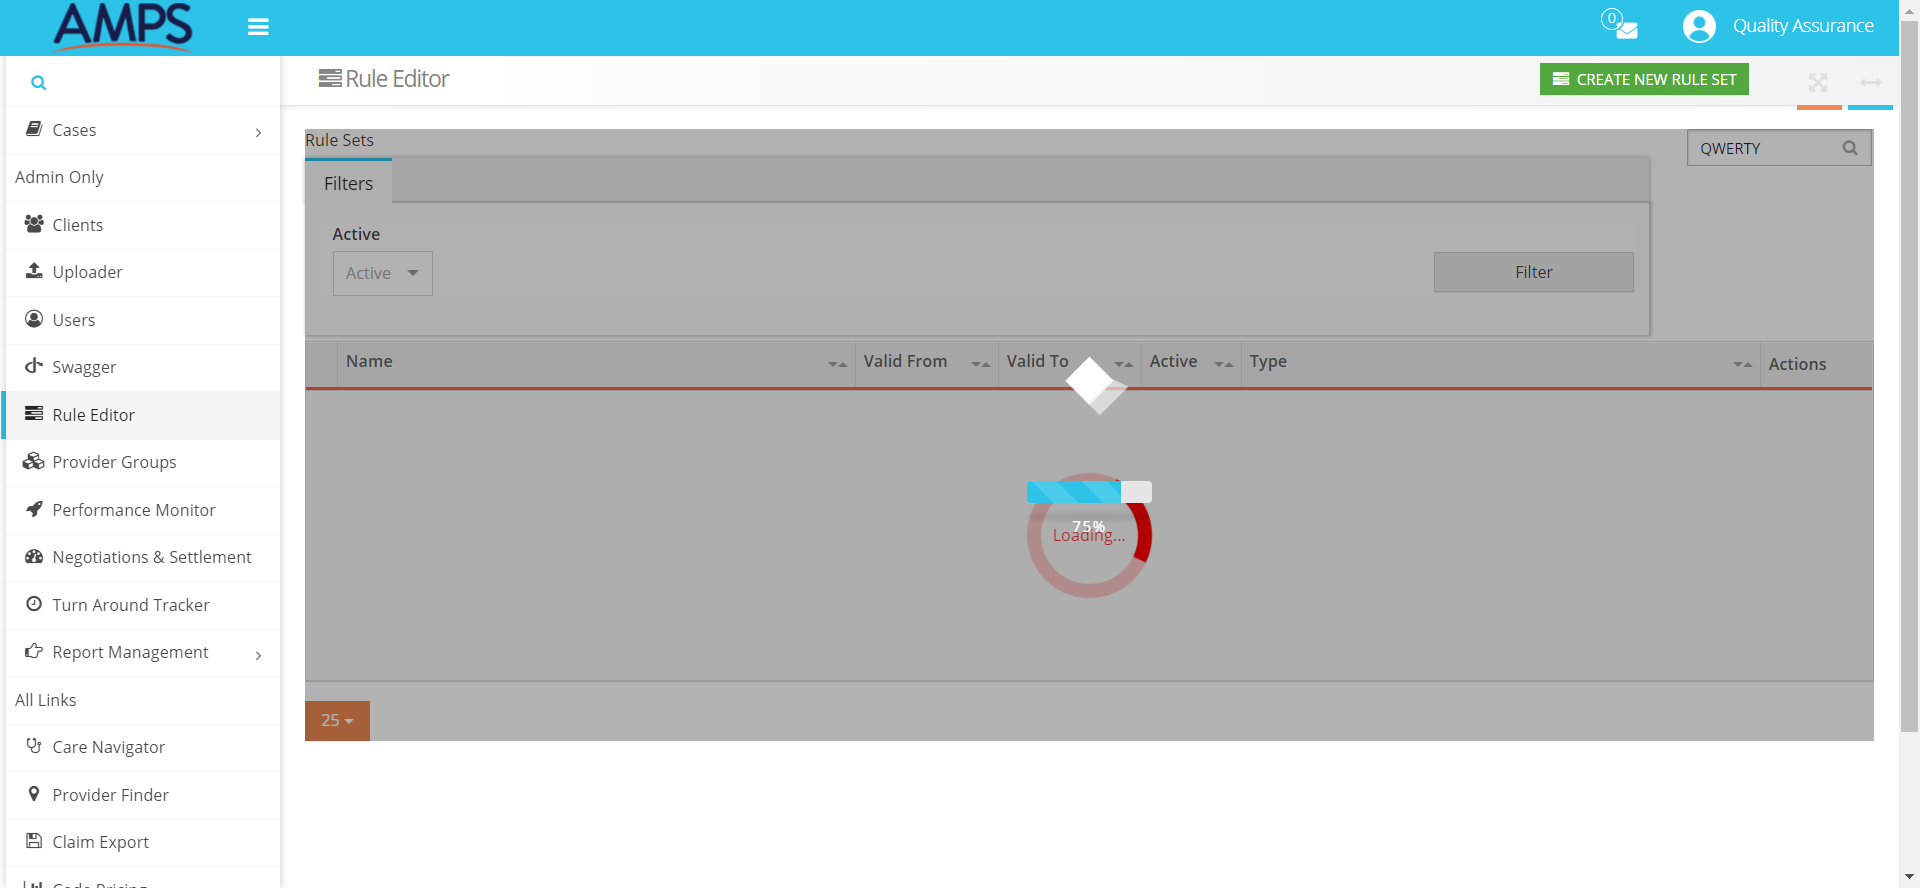 AMPS
0
Quality Assurance
Rule Editor
CREATE NEW RULE SET
Cases
Admin Only
Clients
Uploader
Users
Swagger
Rule Editor
Provider Groups
Performance Monitor
Negotiations & Settlement
Turn Around Tracker
Report Management
All Links
Care Navigator
Provider Finder
Claim Export
Rule Sets
QWERTY
Filters
Active
Active
Filter
Name
Valid From
Valid To
Active
Type
Actions
75%
Loading...
25